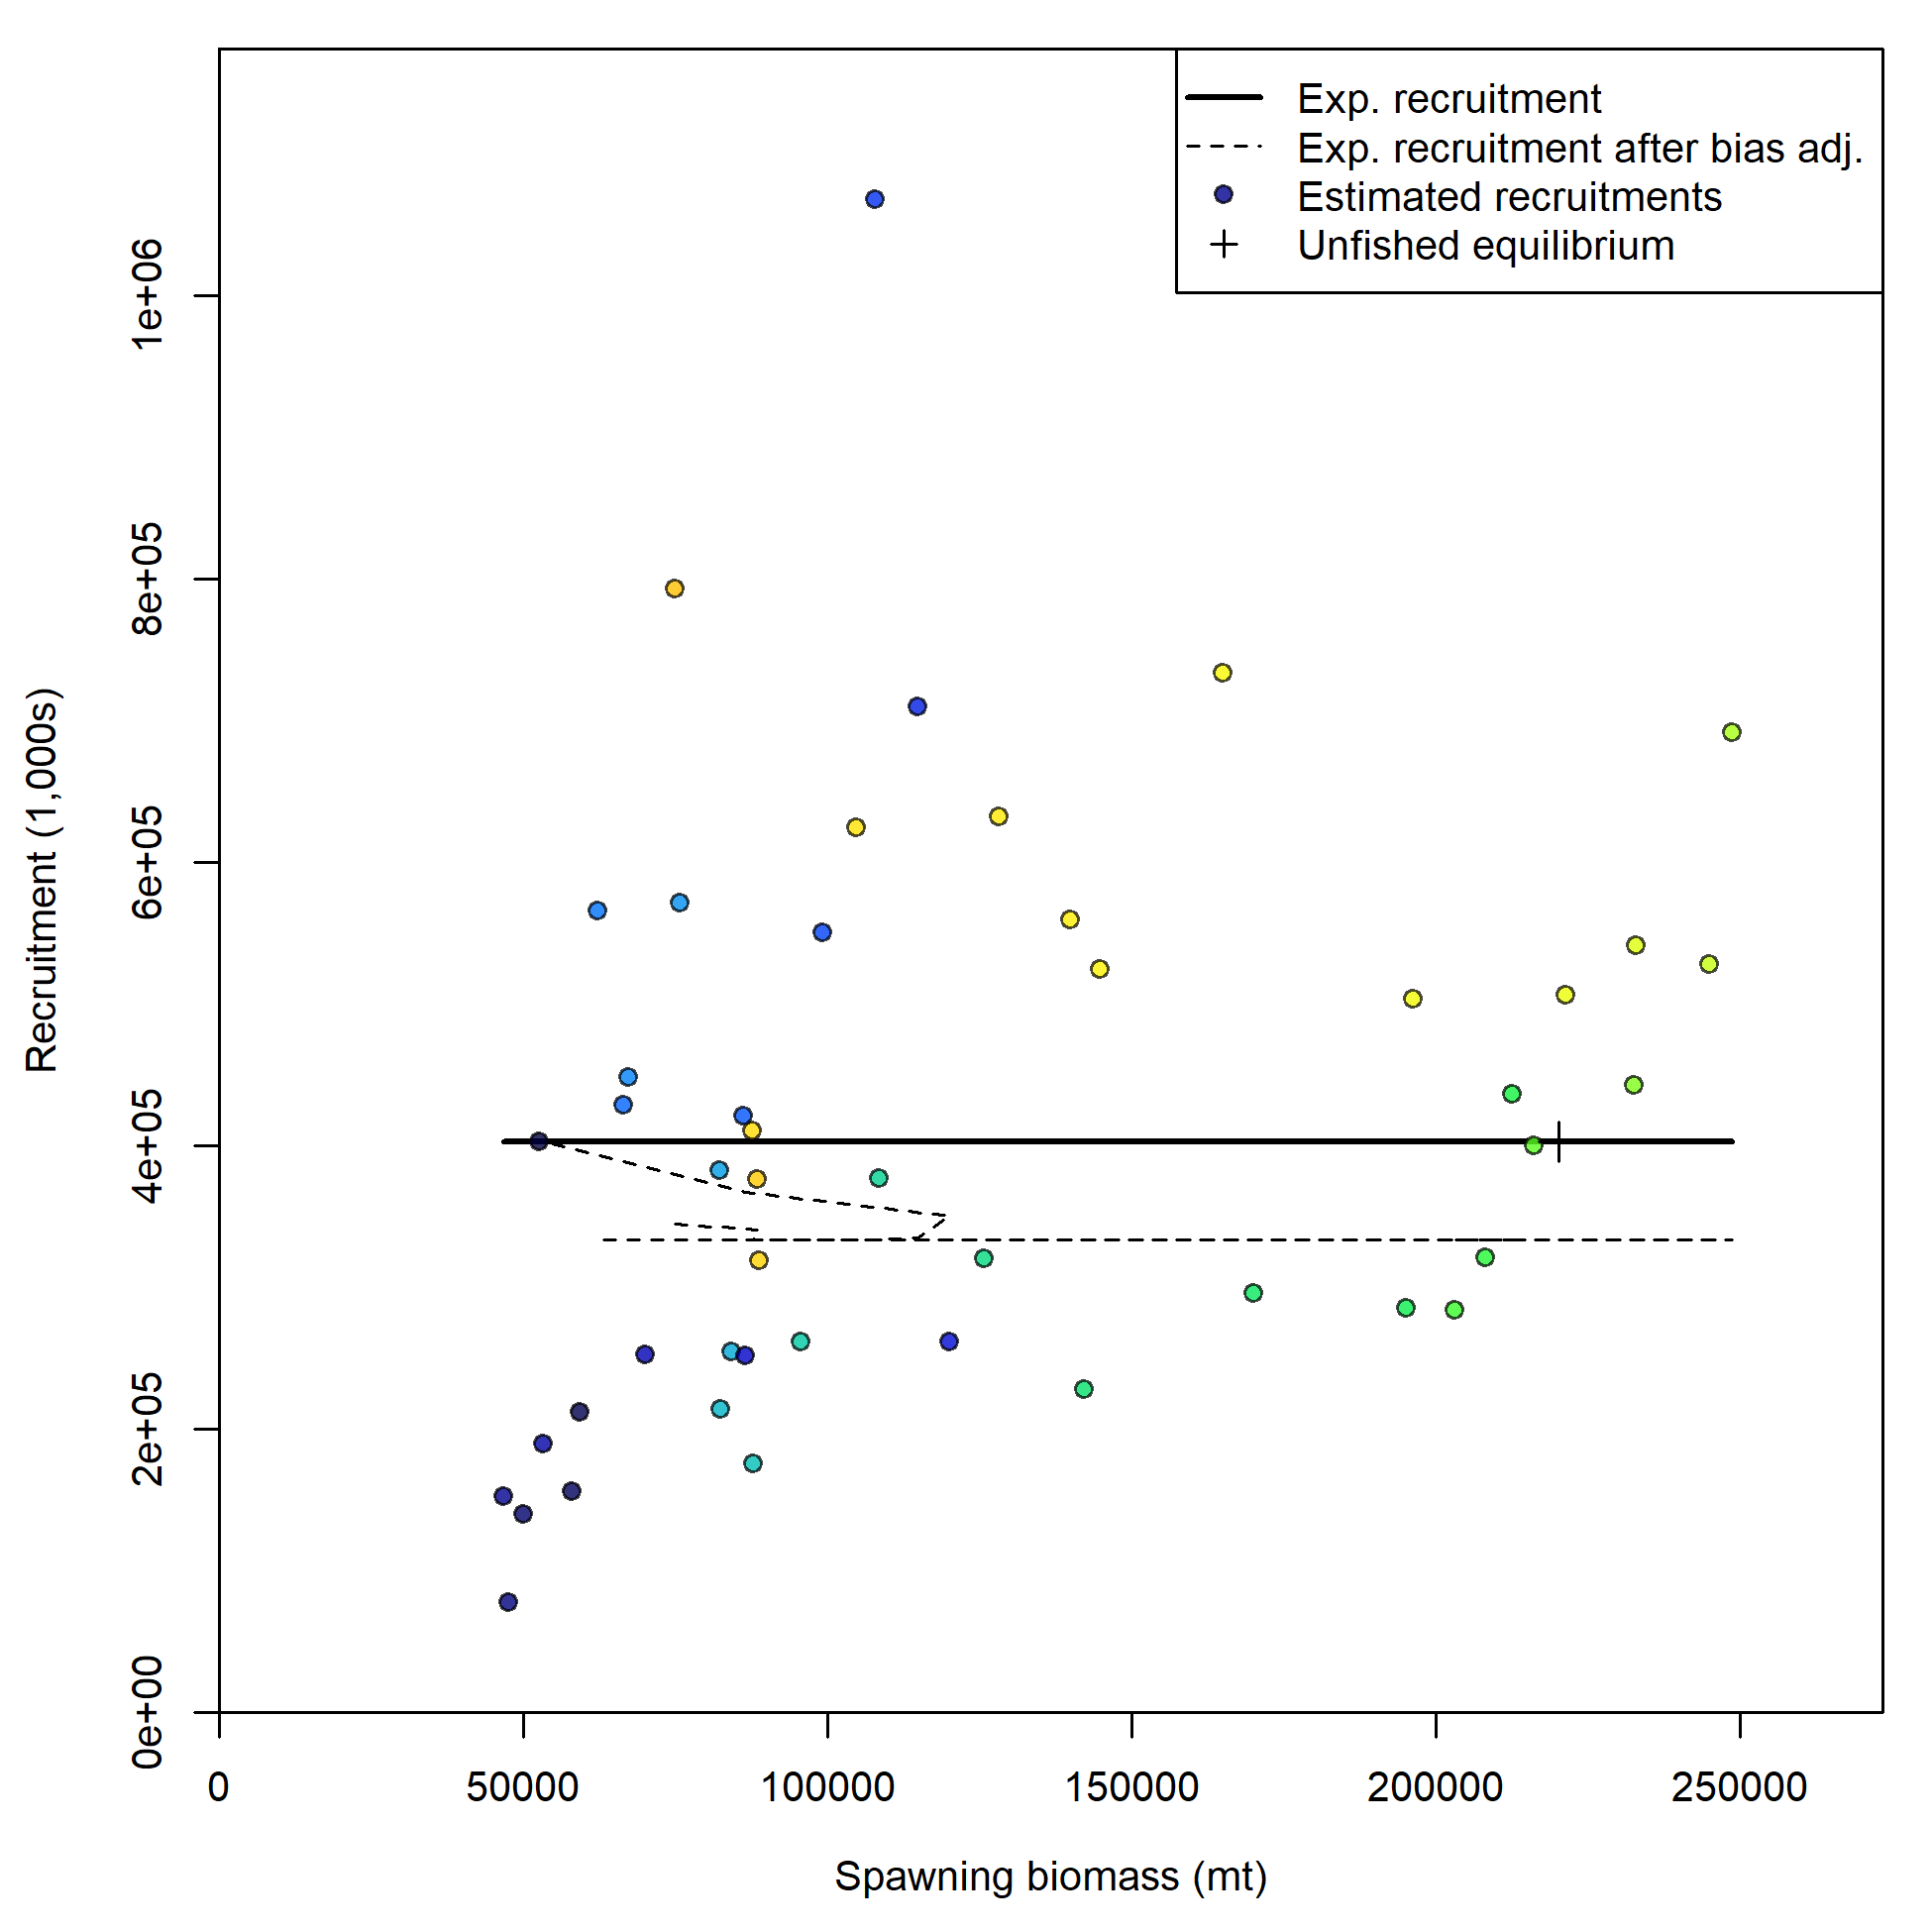 Exp. recruitment
Exp. recruitment after bias adj.
Estimated recruitments
Unfished equilibrium
Recruitment (1,000s)
1e+06
8e+05
6e+05
4e+05
2e+05
0e+00
0 50000 100000 150000 200000 250000
Spawning biomass (mt)